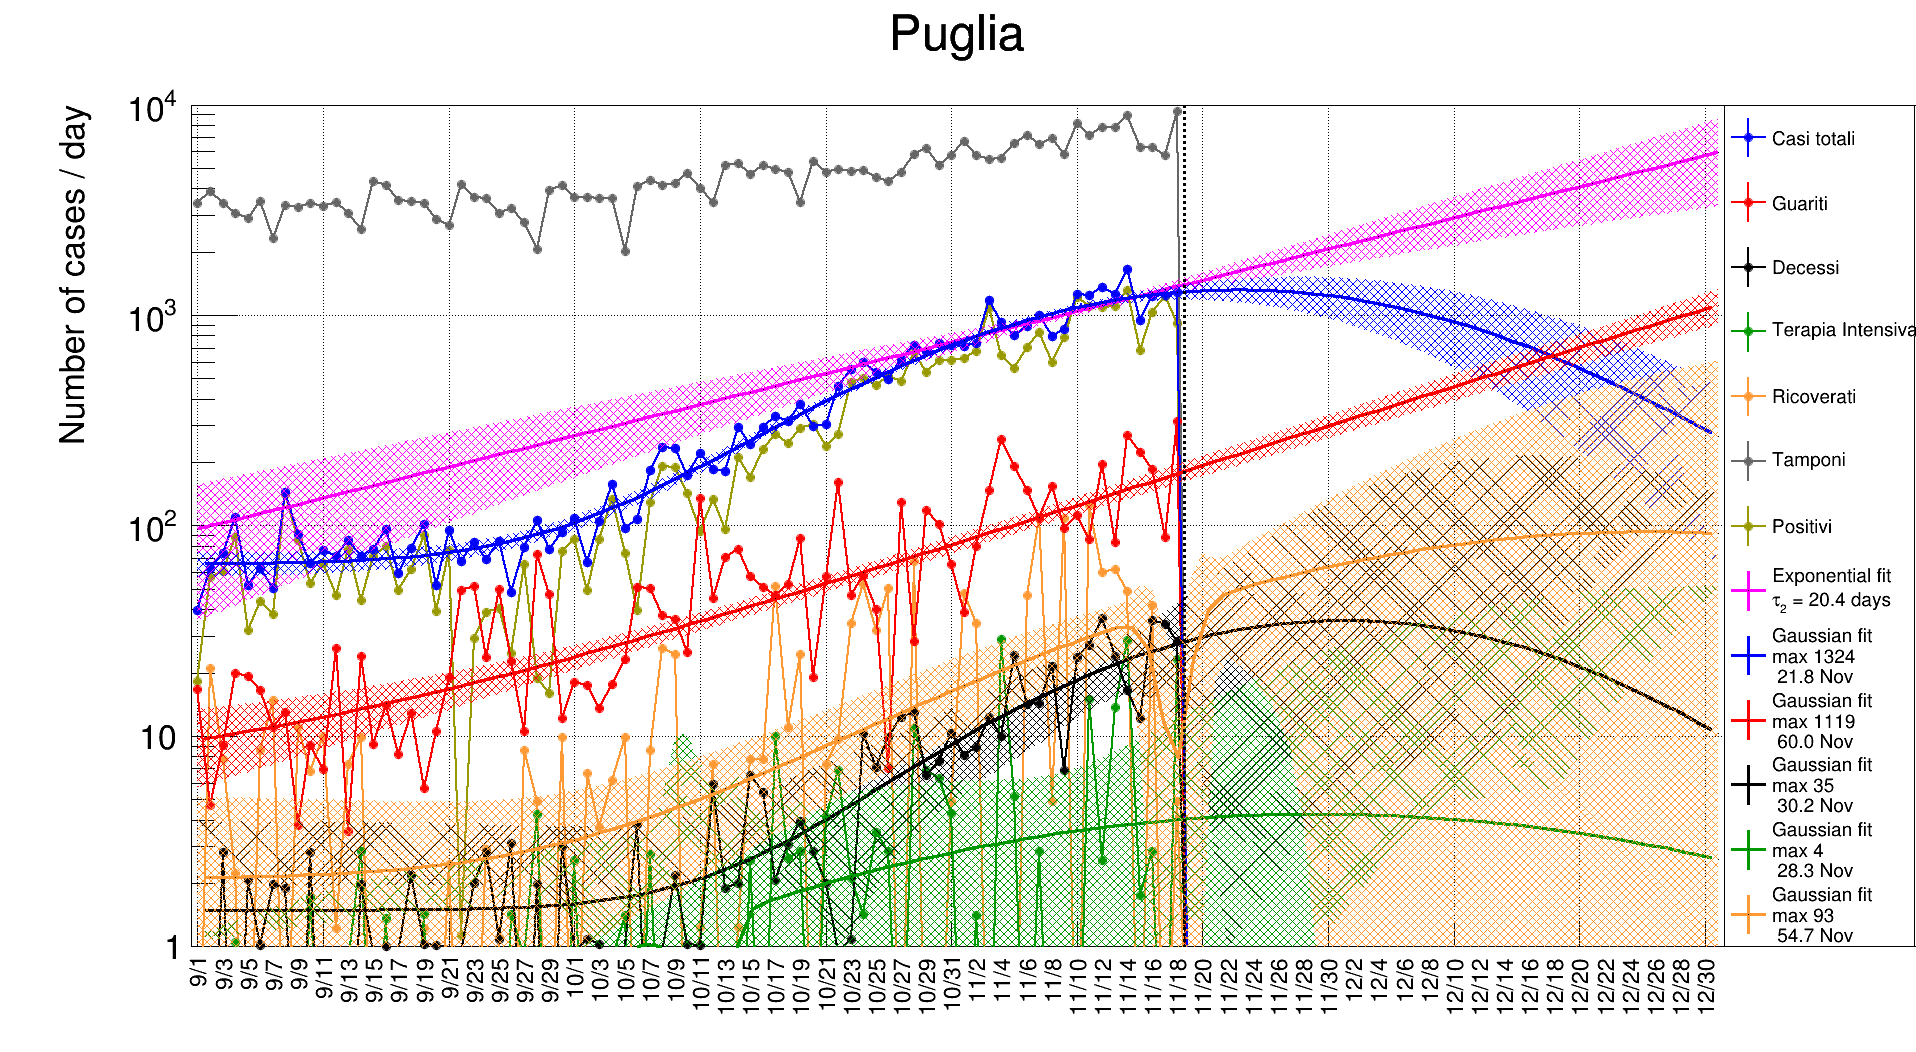 Puglia
Number of cases / day
10^4
10^3
10^2
10
1
9/1
9/3
9/5
9/7
9/9
9/11
9/13
9/15
9/17
9/19
9/21
9/23
9/25
9/27
9/29
10/1
10/3
10/5
10/7
10/9
10/11
10/13
10/15
10/17
10/19
10/21
10/23
10/25
10/27
10/29
10/31
11/2
11/4
11/6
11/8
11/10
11/12
11/14
11/16
11/18
11/20
11/22
11/24
11/26
11/28
11/30
12/2
12/4
12/6
12/8
12/10
12/12
12/14
12/16
12/18
12/20
12/22
12/24
12/26
12/28
12/30
Casi totali
Guariti
Decessi
Terapia Intensiva
Ricoverati
Tamponi
Positivi
Exponential fit
τ2 = 20.4 days
Gaussian fit
max 1324
21.8 Nov
Gaussian fit
max 1119
60.0 Nov
Gaussian fit
max 35
30.2 Nov
Gaussian fit
max 4
28.3 Nov
Gaussian fit
max 93
54.7 Nov